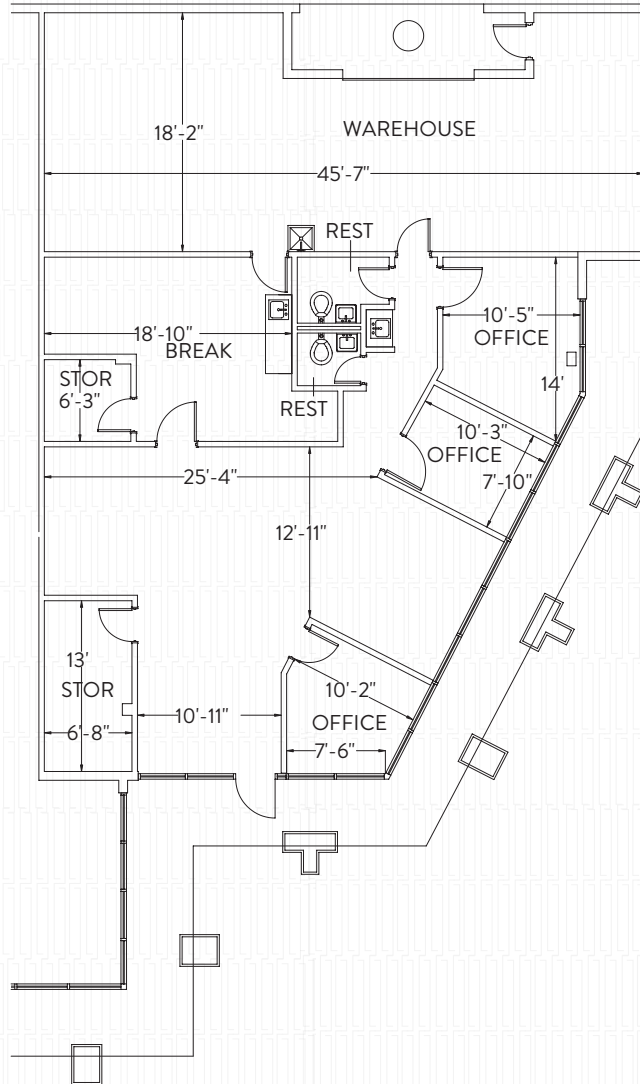 18'-2"
WAREHOUSE
45'-7"
REST
10'-5"
OFFICE
18'-10"
BREAK
STOR
6'-3"
14'
REST
10'-3"
OFFICE
7'-10"
25'-4"
12'-11"
13'
STOR
6'-8"
10'-11"
10'-2"
OFFICE
7'-6"